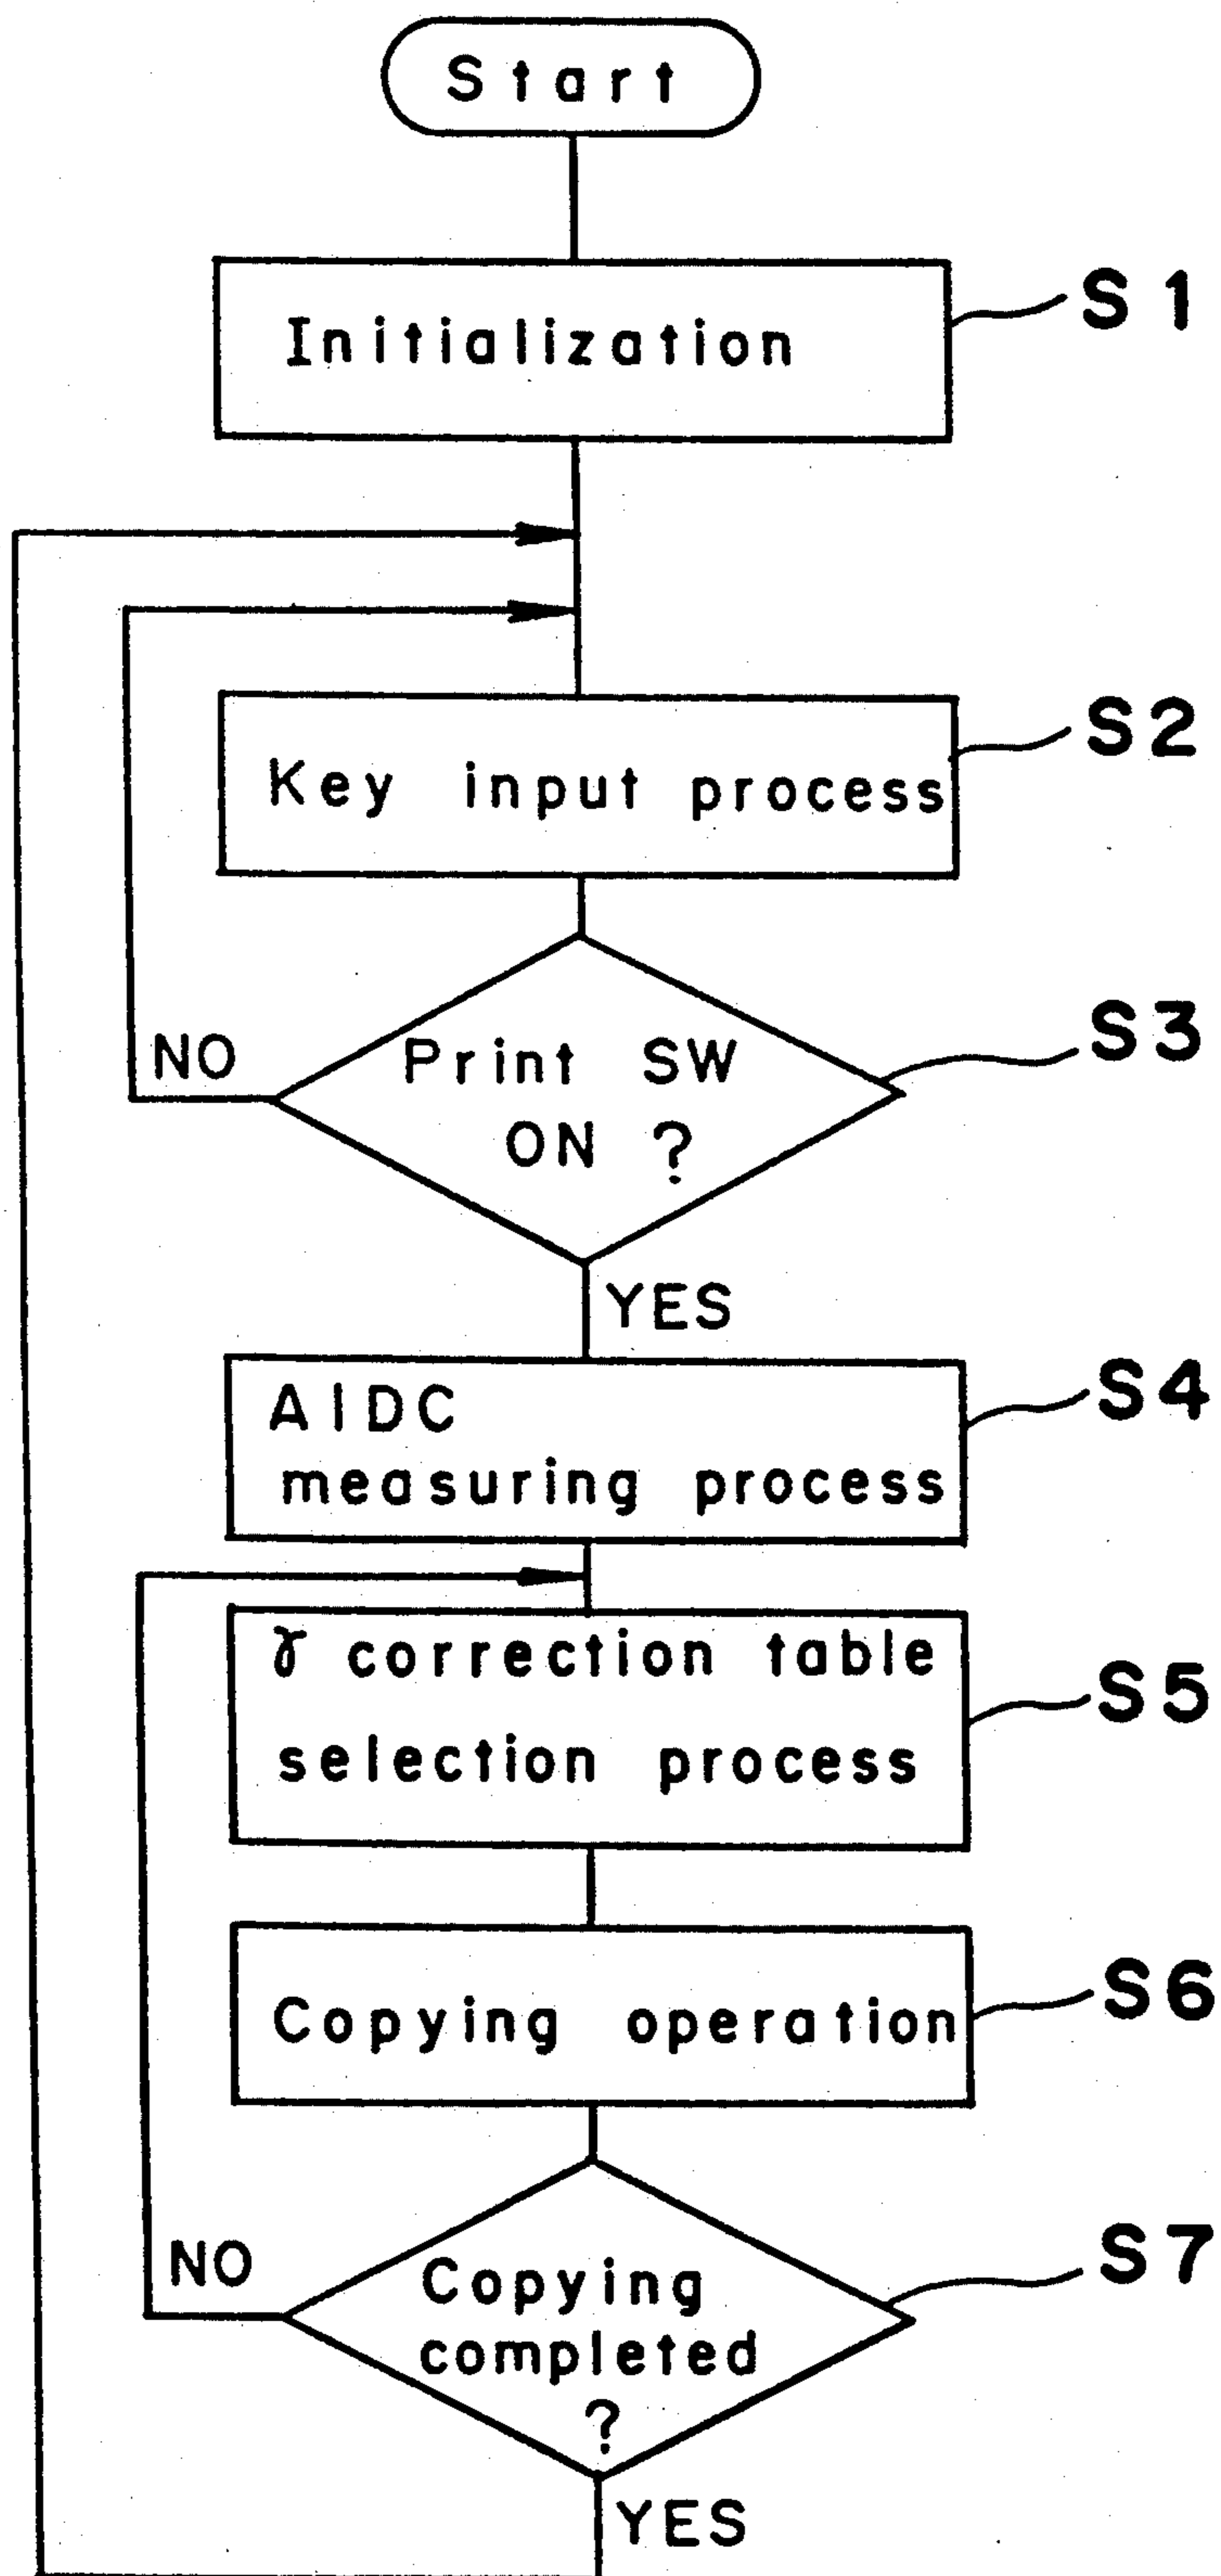 Start
Initialization
S1
Key input process
S2
NO
Print SW
ON ?
S3
YES
AIDC
measuring process
S4
γ correction table
selection process
S5
Copying operation
S6
NO
Copying
completed
?
S7
YES